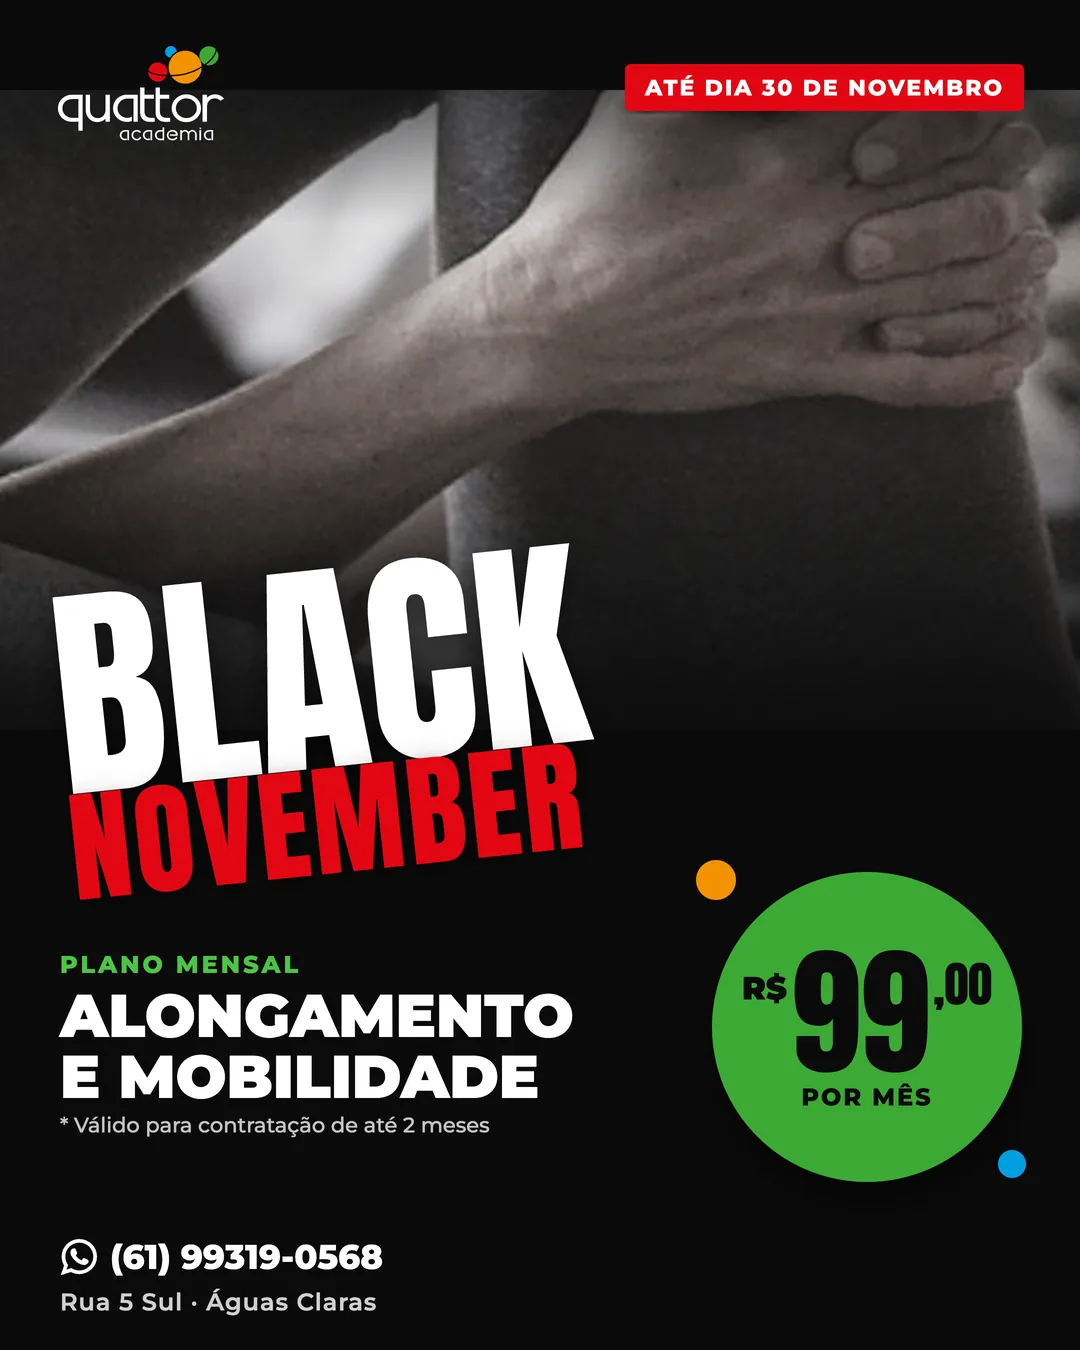 quattor
academia
ATÉ DIA 30 DE NOVEMBRO
BLACK
NOVEMBER
PLANO MENSAL
ALONGAMENTO
E MOBILIDADE
* Válido para contratação de até 2 meses
R$99,00
POR MÊS
(61) 99319-0568
Rua 5 Sul · Águas Claras